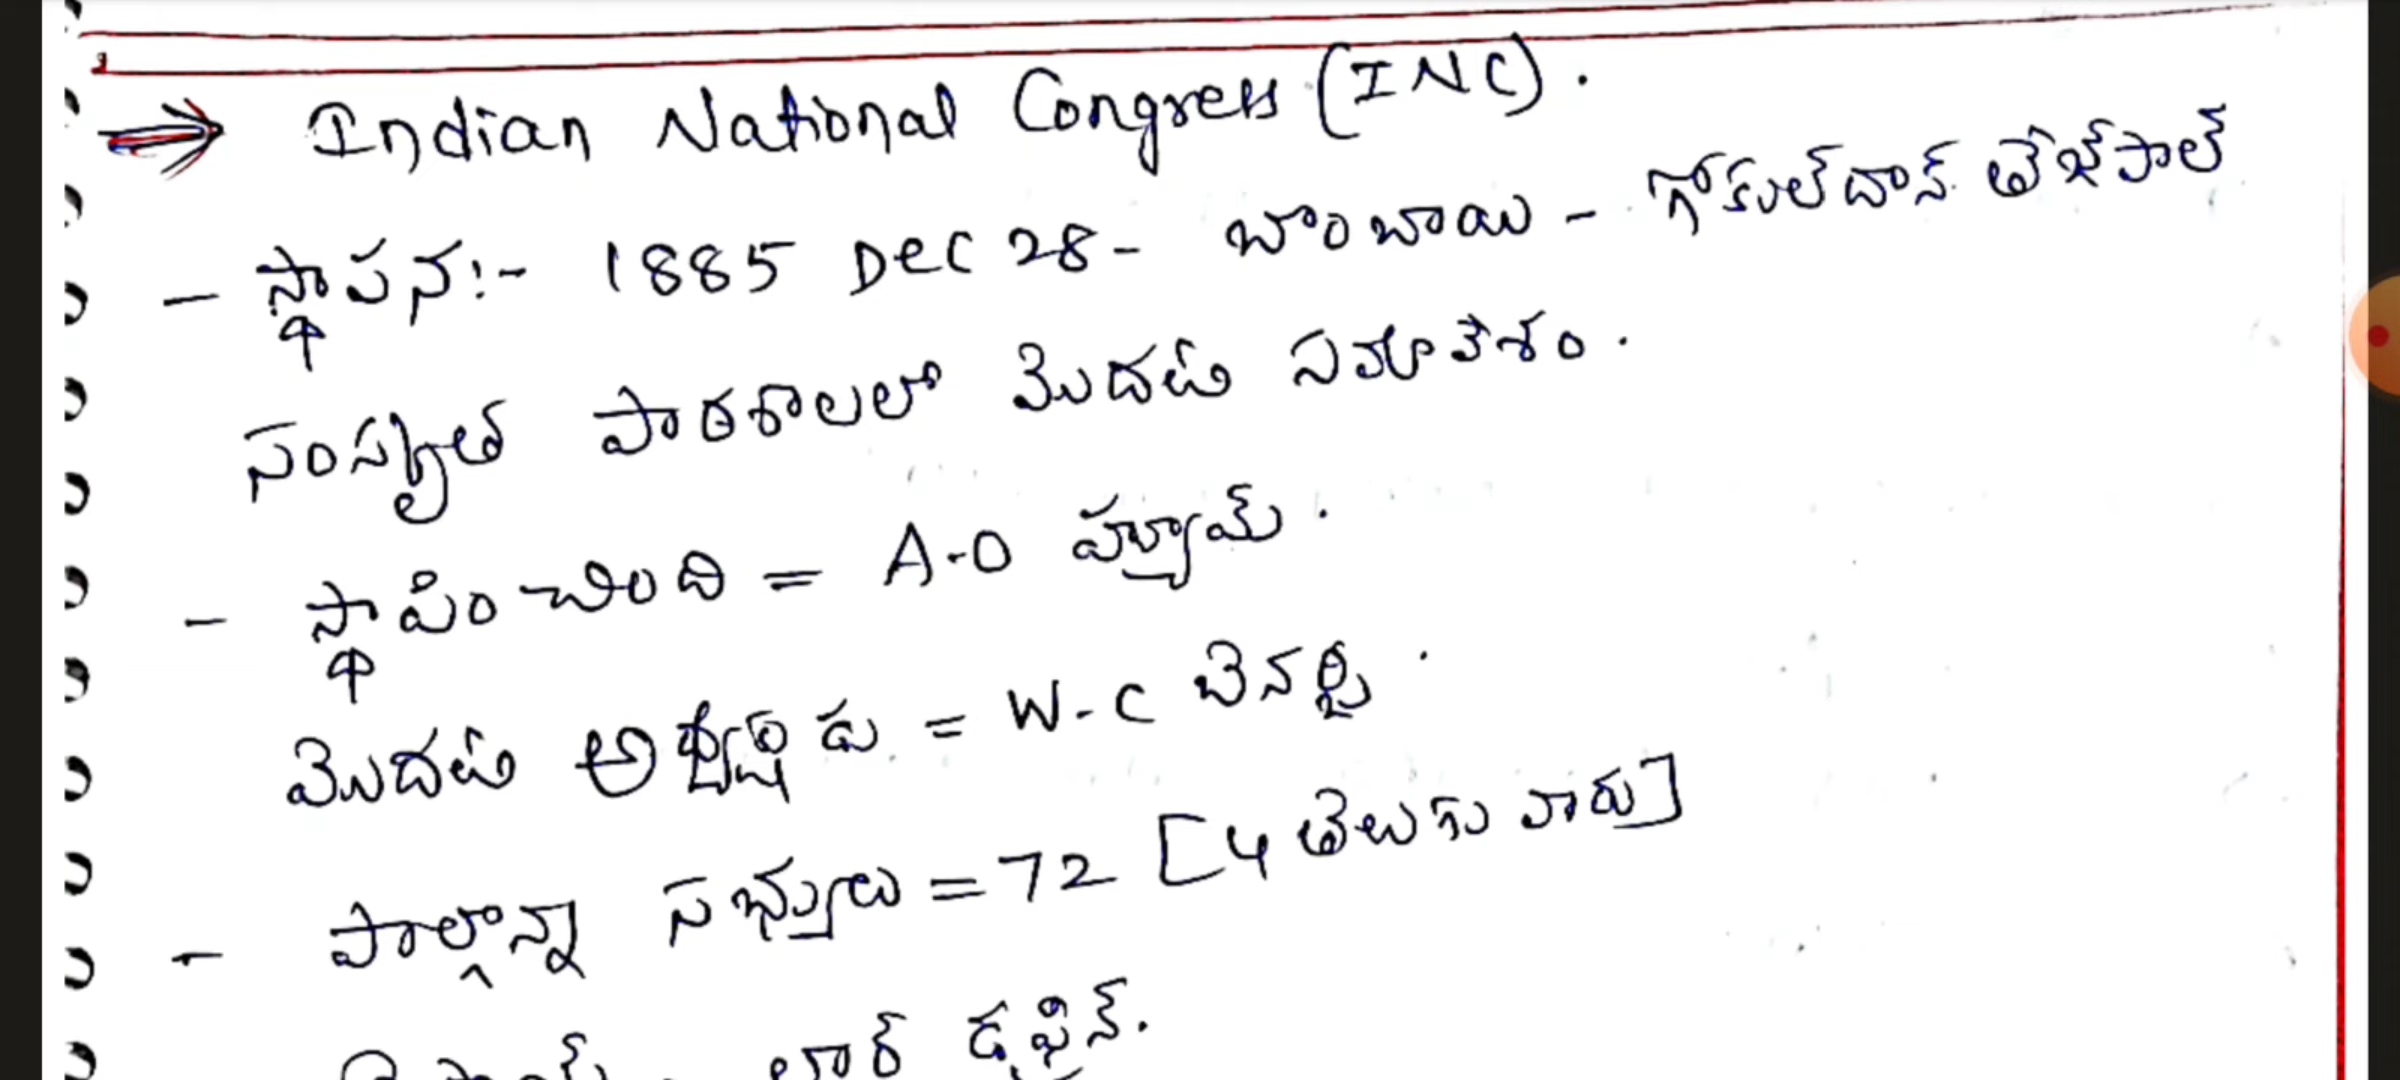 Indian National Congress (INC).
- స్థాపన:- 1885 Dec 28 - బొంబాయి - గోకుల్ దాస్ తేజ్ పాల్
సంస్కృత పాఠశాలలో మొదటి సమావేశం.
- స్థాపించింది = A.O హ్యూమ్.
మొదటి అధ్యక్షుడు = W.C బెనర్జీ.
- పాల్గొన్న సభ్యులు = 72 [4 తెలుగు వారు]
లార్డ్ డఫ్రిన్.